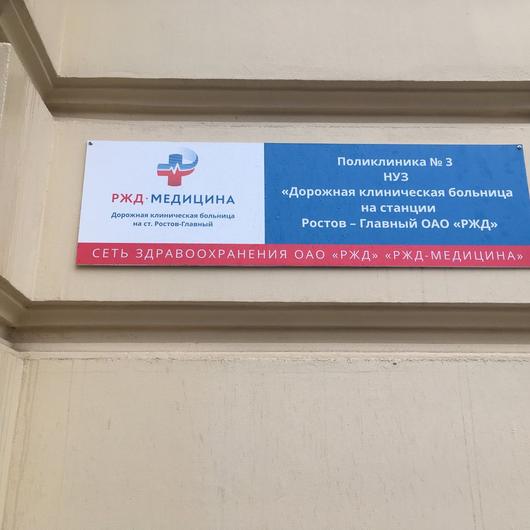 РЖД·МЕДИЦИНА
Дорожная клиническая больница
на ст. Ростов-Главный
Поликлиника № 3
НУЗ
«Дорожная клиническая больница
на станции
Ростов – Главный ОАО «РЖД»
СЕТЬ ЗДРАВООХРАНЕНИЯ ОАО «РЖД» «РЖД-МЕДИЦИНА»